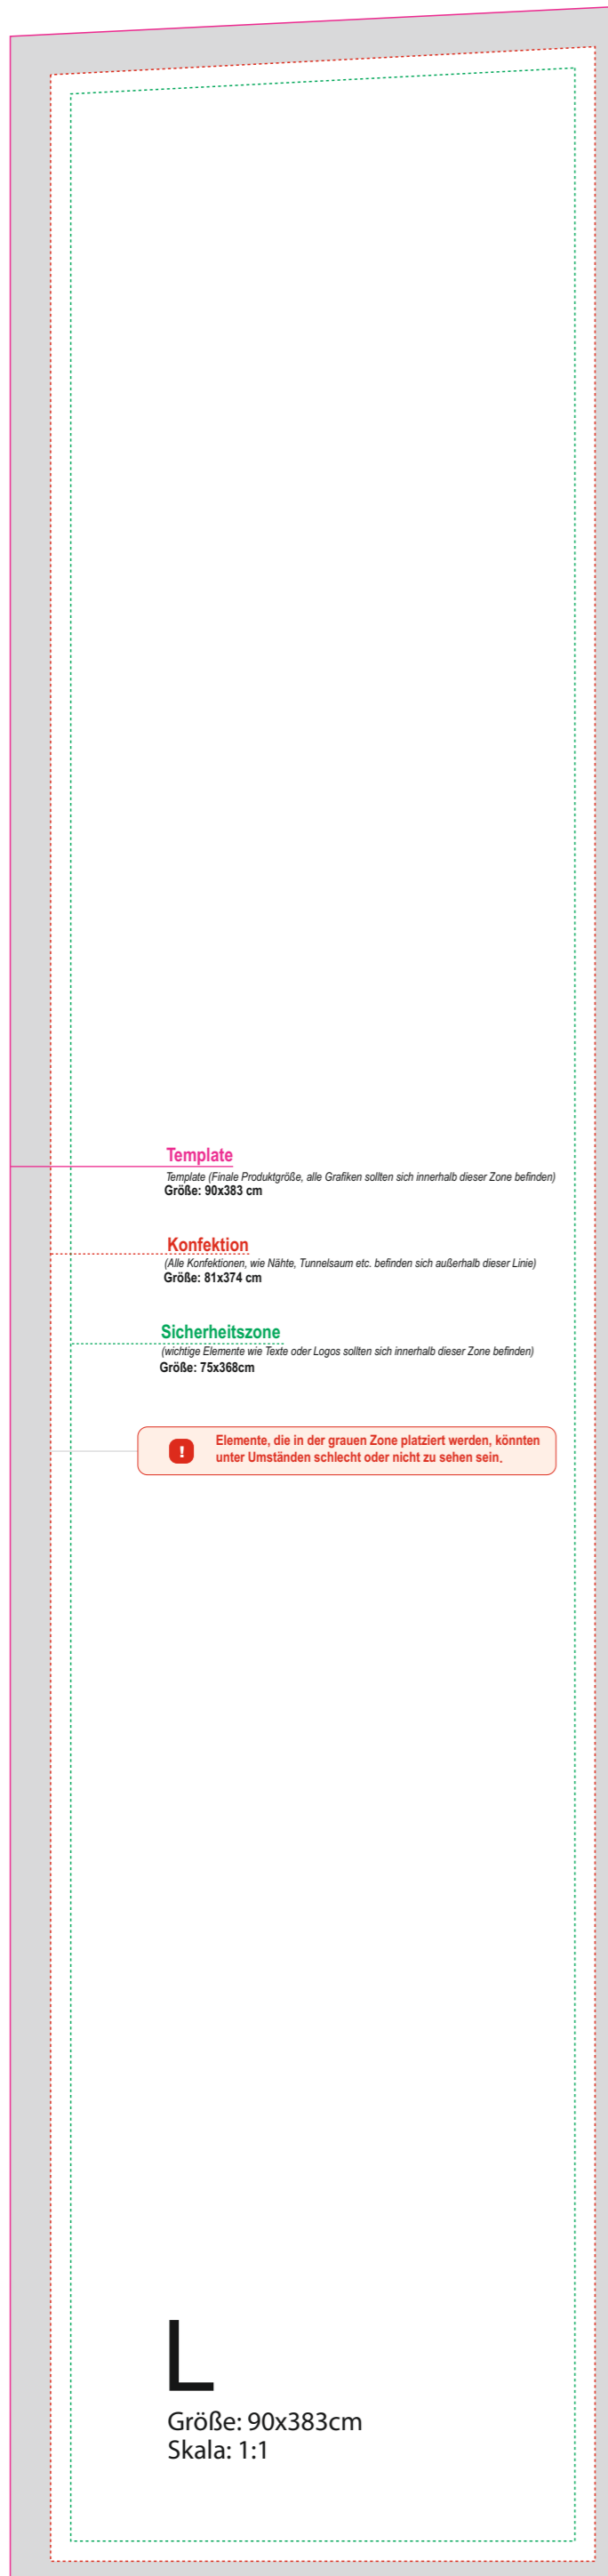 Template
Template (Finale Produktgröße, alle Grafiken sollten sich innerhalb dieser Zone befinden)
Größe: 90x383 cm
Konfektion
(Alle Konfektionen, wie Nähte, Tunnelsaum etc. befinden sich außerhalb dieser Linie)
Größe: 81x374 cm
Sicherheitszone
(wichtige Elemente wie Texte oder Logos sollten sich innerhalb dieser Zone befinden)
Größe: 75x368cm
!
Elemente, die in der grauen Zone platziert werden, könnten
unter Umständen schlecht oder nicht zu sehen sein.
L
Größe: 90x383cm
Skala: 1:1